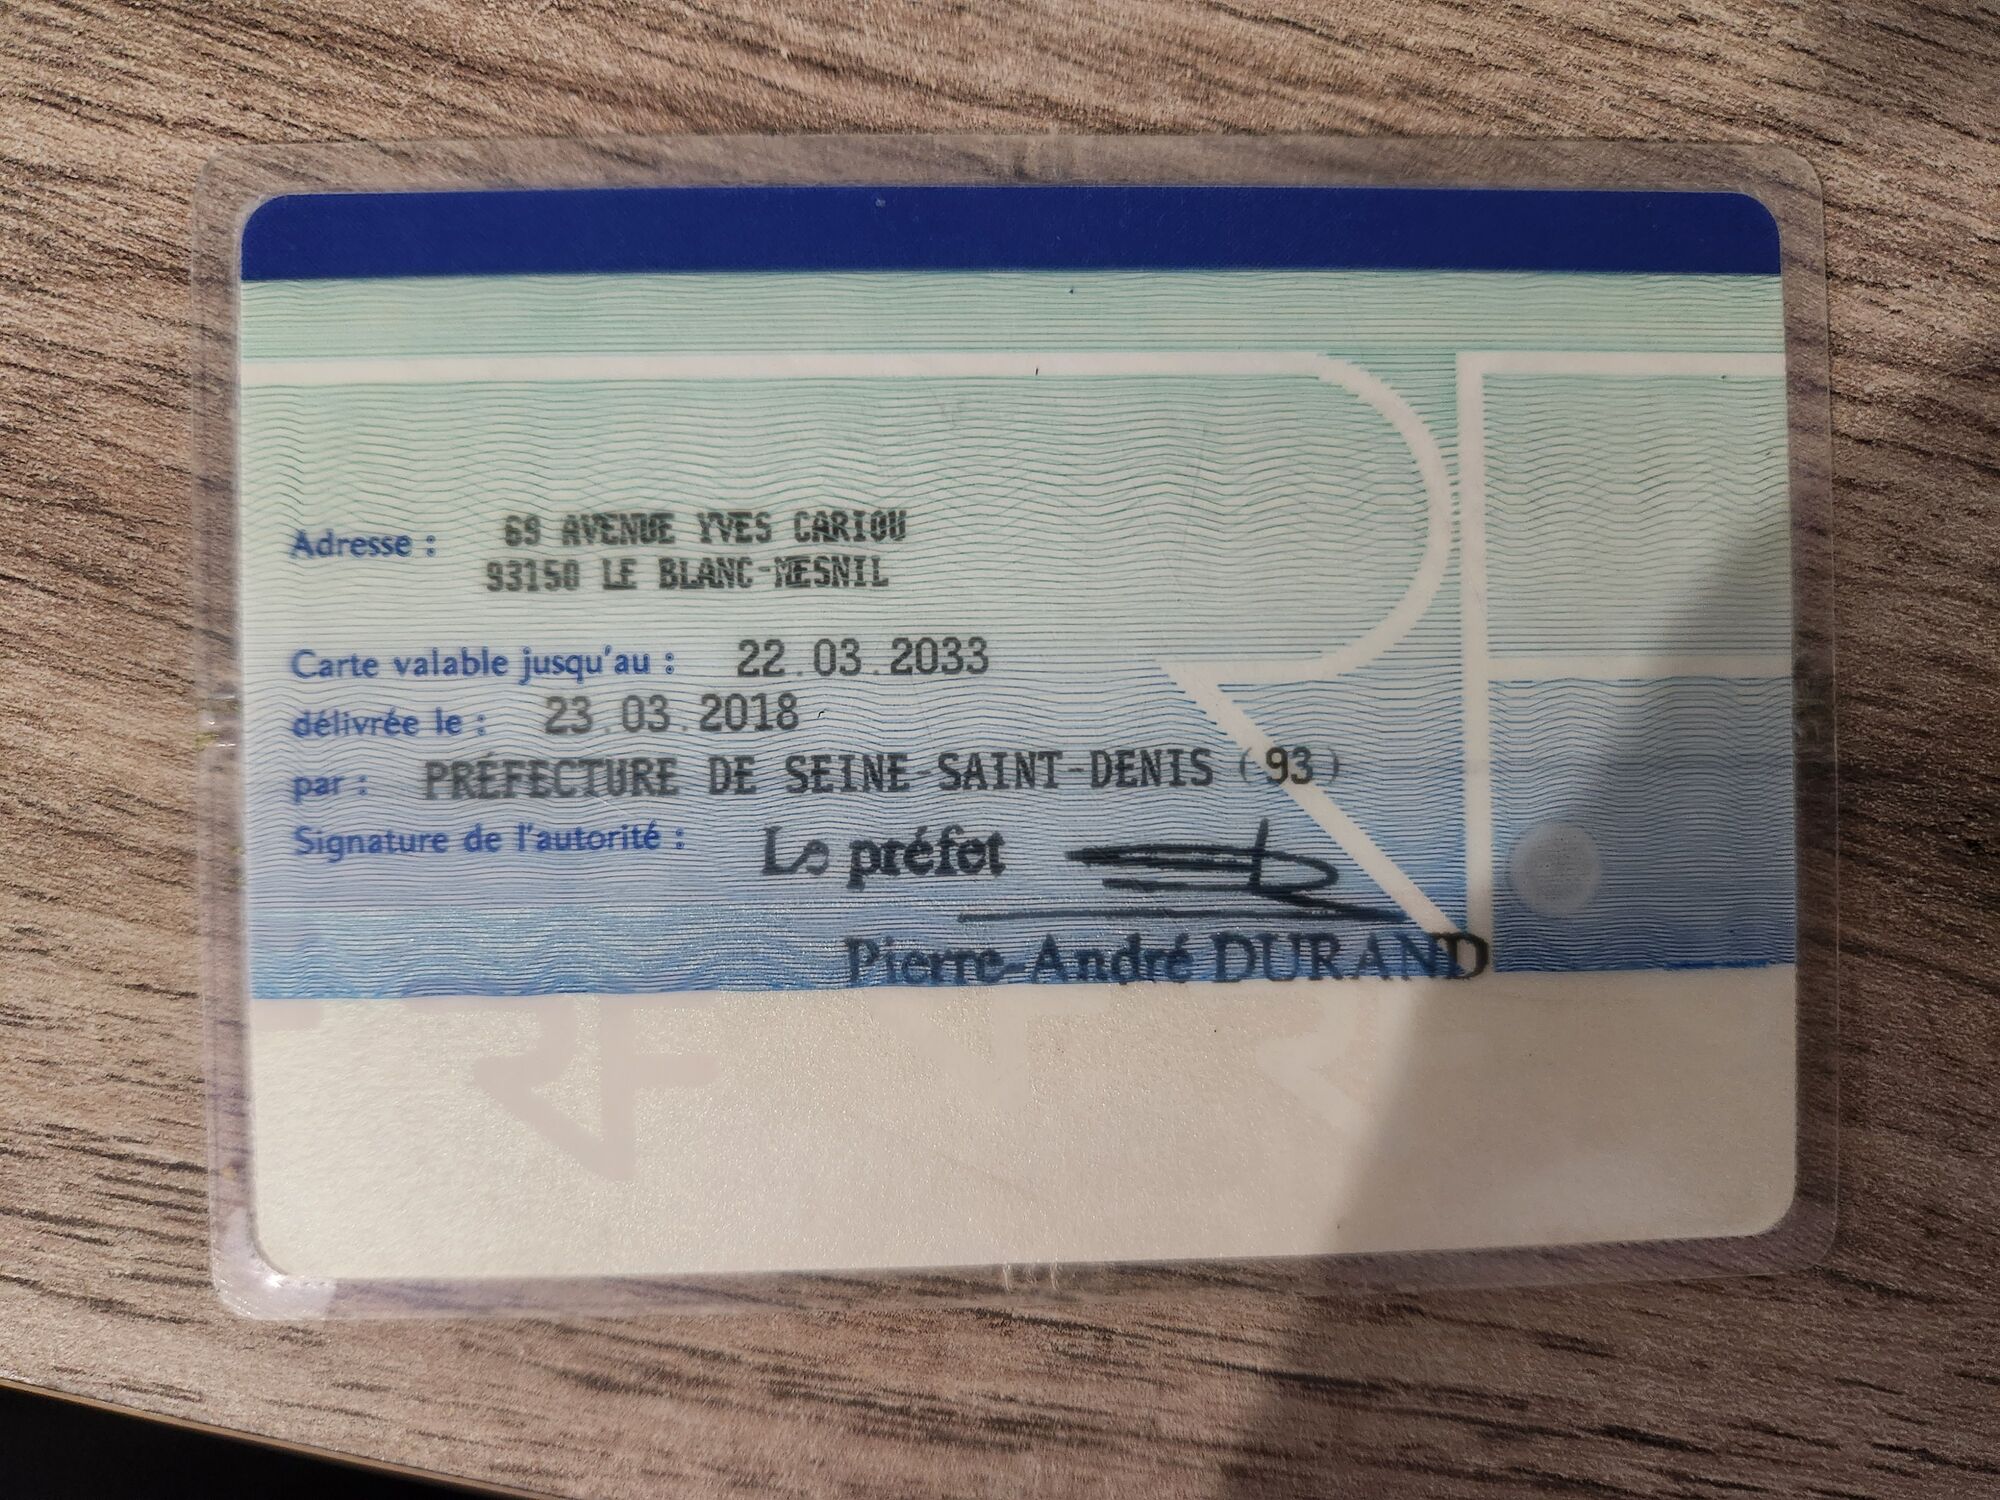 Adresse : 69 AVENUE YVES CARIOU
93150 LE BLANC-MESNIL
Carte valable jusqu'au : 22.03.2033
délivrée le : 23.03.2018
par : PRÉFECTURE DE SEINE-SAINT-DENIS (93)
Signature de l'autorité : Le préfet
Pierre-André DURAND
RF